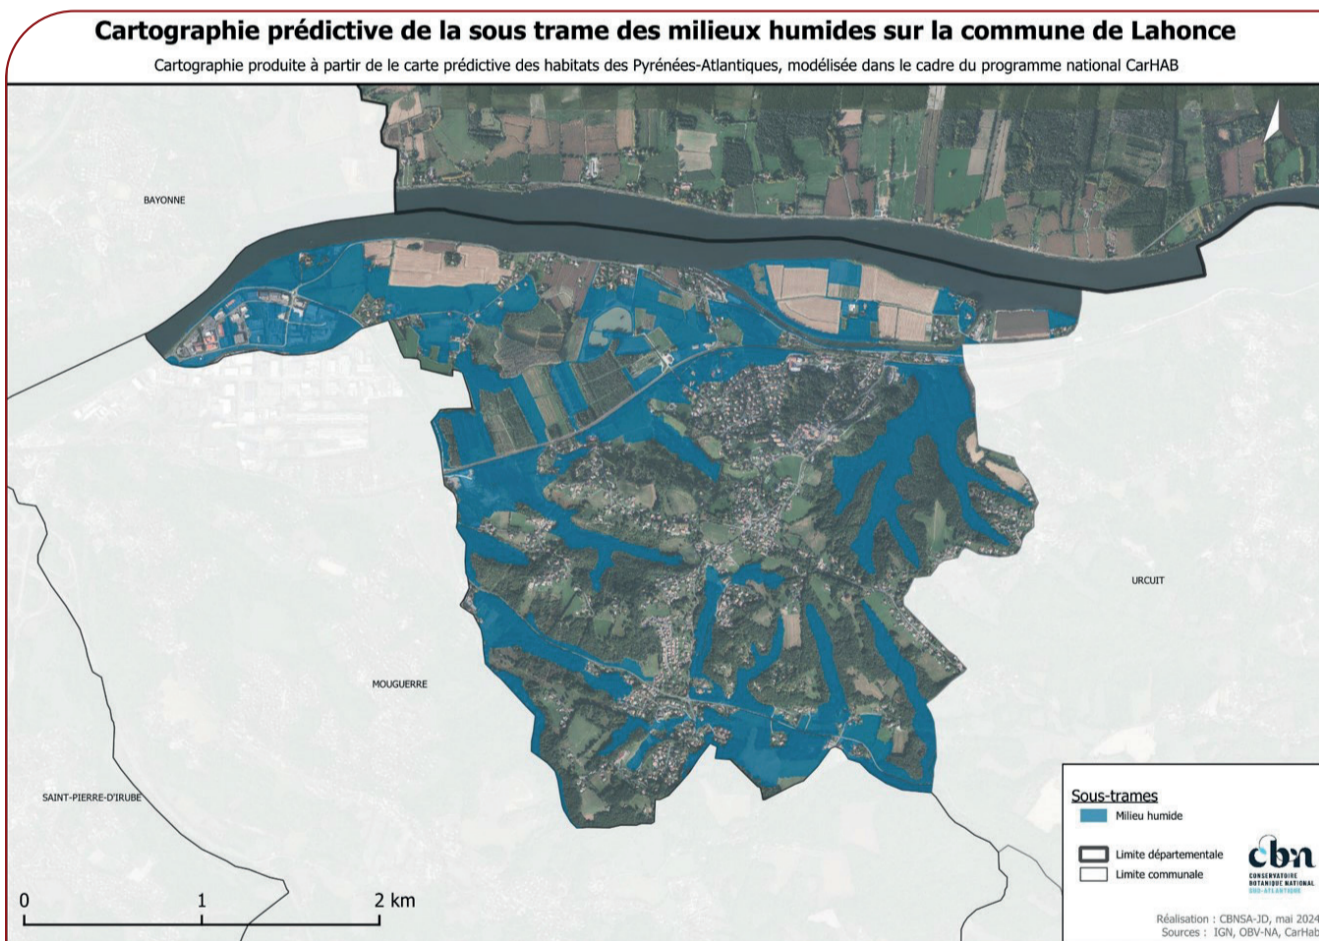 Cartographie prédictive de la sous trame des milieux humides sur la commune de Lahonce
Cartographie produite à partir de le carte prédictive des habitats des Pyrénées-Atlantiques, modélisée dans le cadre du programme national CarHAB
BAYONNE
URCUIT
MOUGUERRE
SAINT-PIERRE-D'IRUBE
0 1 2 km
Sous-trames
Milieu humide
Limite départementale
Limite communale
cbn
CONSERVATOIRE
BOTANIQUE NATIONAL
SUD-ATLANTIQUE
Réalisation : CBNSA-JD, mai 2024
Sources : IGN, OBV-NA, CarHab